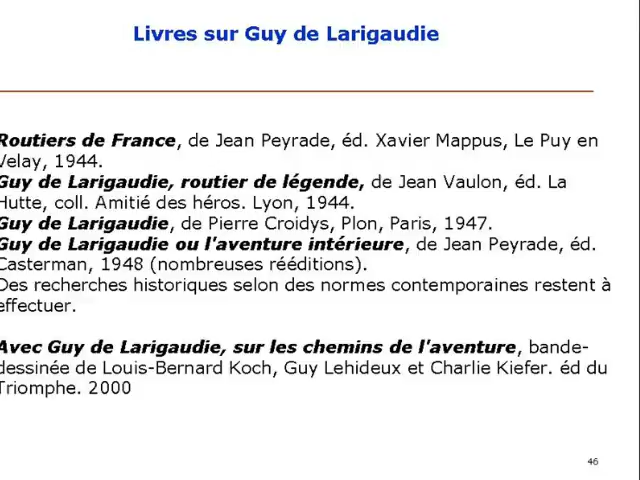 Livres sur Guy de Larigaudie
Routiers de France, de Jean Peyrade, éd. Xavier Mappus, Le Puy en
Velay, 1944.
Guy de Larigaudie, routier de légende, de Jean Vaulon, éd. La
Hutte, coll. Amitié des héros. Lyon, 1944.
Guy de Larigaudie, de Pierre Croidys, Plon, Paris, 1947.
Guy de Larigaudie ou l'aventure intérieure, de Jean Peyrade, éd.
Casterman, 1948 (nombreuses rééditions).
Des recherches historiques selon des normes contemporaines restent à
effectuer.
Avec Guy de Larigaudie, sur les chemins de l'aventure, bande-
dessinée de Louis-Bernard Koch, Guy Lehideux et Charlie Kiefer. éd du
Triomphe. 2000
46